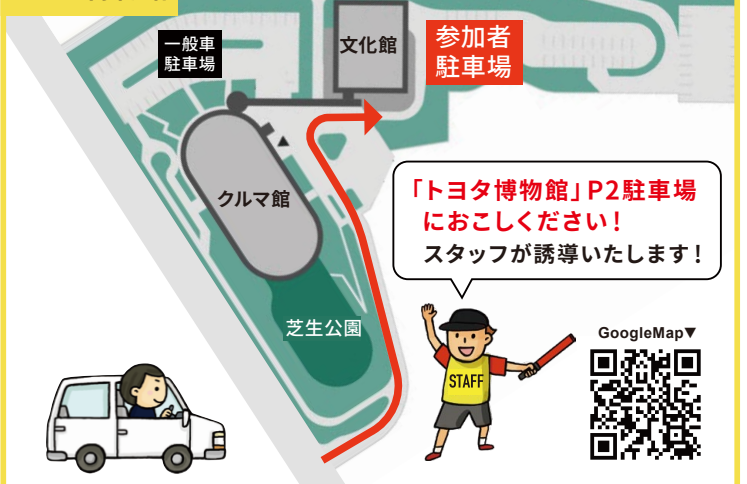 一般車
駐車場
文化館
参加者
駐車場
クルマ館
「トヨタ博物館」P2駐車場
におこしください!
スタッフが誘導いたします!
芝生公園
GoogleMap▼
STAFF